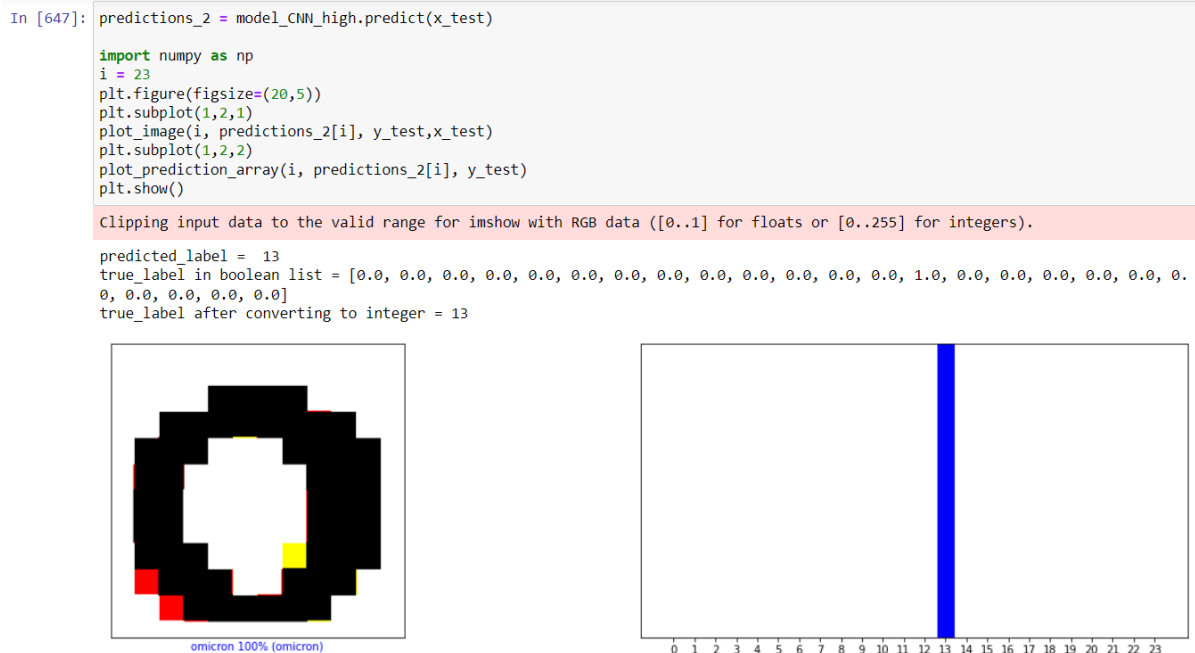 In [647]: predictions_2 = model_CNN_high.predict(x_test)
import numpy as np
i = 23
plt.figure(figsize=(20,5))
plt.subplot(1,2,1)
plot_image(i, predictions_2[i], y_test,x_test)
plt.subplot(1,2,2)
plot_prediction_array(i, predictions_2[i], y_test)
plt.show()
Clipping input data to the valid range for imshow with RGB data ([0..1] for floats or [0..255] for integers).
predicted_label =  13
true_label in boolean list = [0.0, 0.0, 0.0, 0.0, 0.0, 0.0, 0.0, 0.0, 0.0, 0.0, 0.0, 0.0, 0.0, 1.0, 0.0, 0.0, 0.0, 0.0, 0.0, 0.
0, 0.0, 0.0, 0.0, 0.0]
true_label after converting to integer = 13
omicron 100% (omicron)
0 1 2 3 4 5 6 7 8 9 10 11 12 13 14 15 16 17 18 19 20 21 22 23